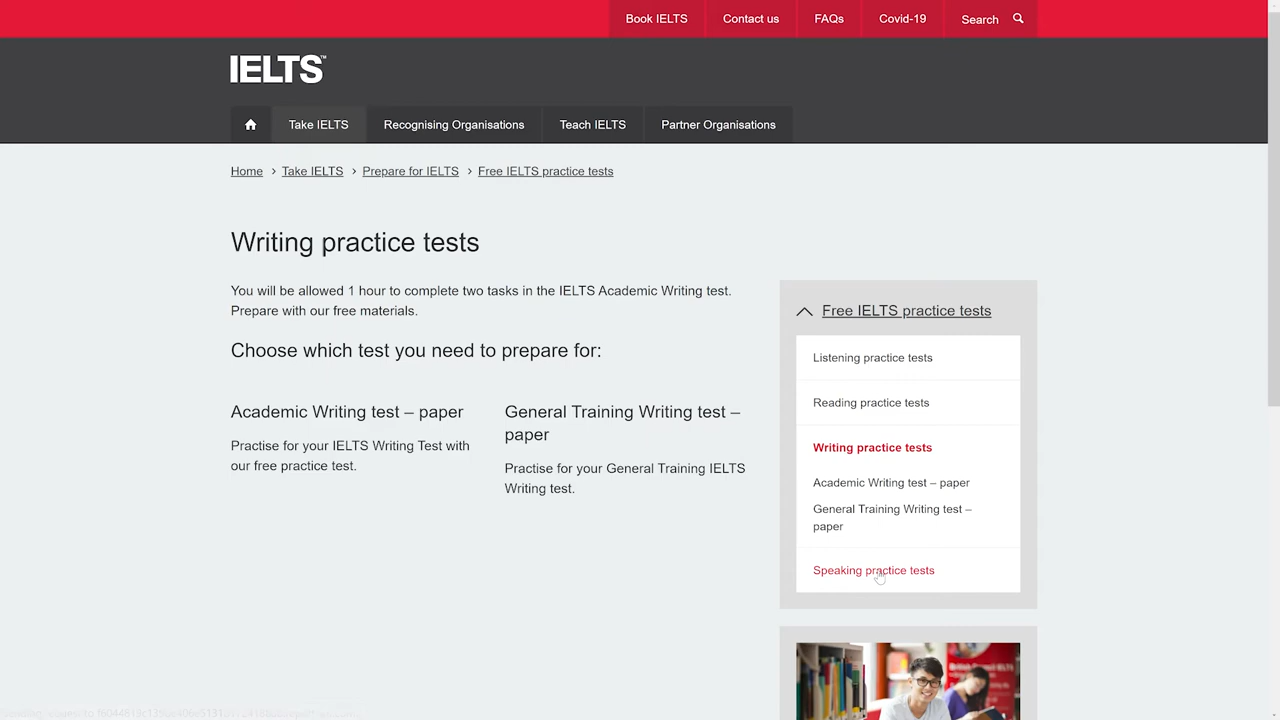 Book IELTS
Contact us
FAQs
Covid-19
Search
IELTS™
Take IELTS
Recognising Organisations
Teach IELTS
Partner Organisations
Home > Take IELTS > Prepare for IELTS > Free IELTS practice tests
Writing practice tests
You will be allowed 1 hour to complete two tasks in the IELTS Academic Writing test.
Prepare with our free materials.
Choose which test you need to prepare for:
Academic Writing test – paper
Practise for your IELTS Writing Test with
our free practice test.
General Training Writing test –
paper
Practise for your General Training IELTS
Writing test.
Free IELTS practice tests
Listening practice tests
Reading practice tests
Writing practice tests
Academic Writing test – paper
General Training Writing test –
paper
Speaking practice tests